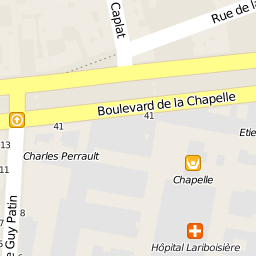 Caplat
Rue de la
Boulevard de la Chapelle
41
41
Etie
13
Charles Perrault
11
Chapelle
e Guy Patin
8
6
Hôpital Lariboisière